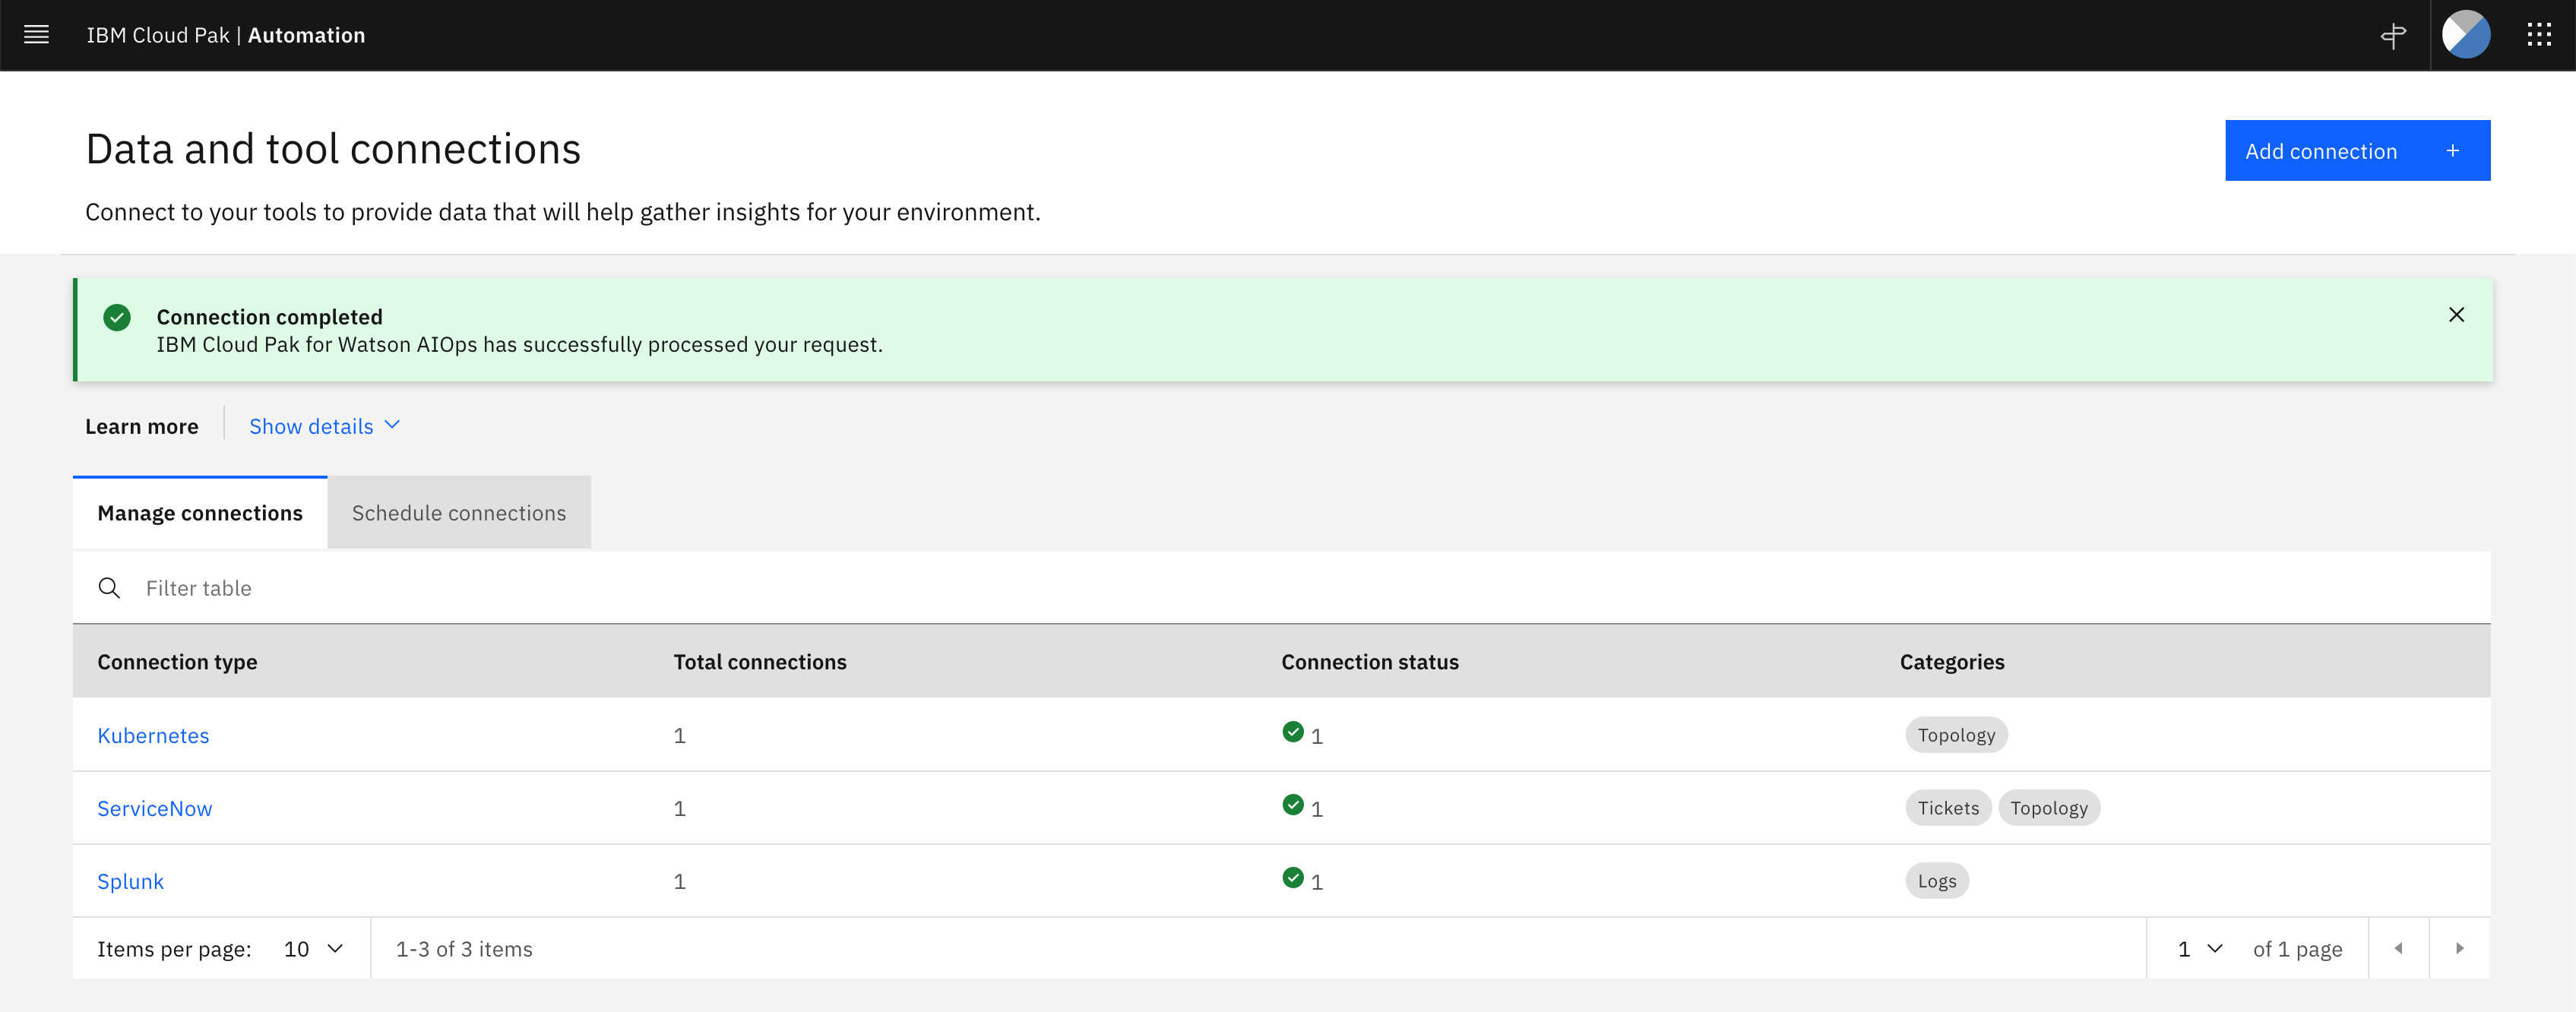 IBM Cloud Pak | Automation
Data and tool connections
Add connection +
Connect to your tools to provide data that will help gather insights for your environment.
Connection completed
IBM Cloud Pak for Watson AIOps has successfully processed your request.
Learn more
Show details
Manage connections
Schedule connections
Filter table
Connection type Total connections Connection status Categories
Kubernetes 1 1 Topology
ServiceNow 1 1 Tickets Topology
Splunk 1 1 Logs
Items per page: 10 1-3 of 3 items 1 of 1 page